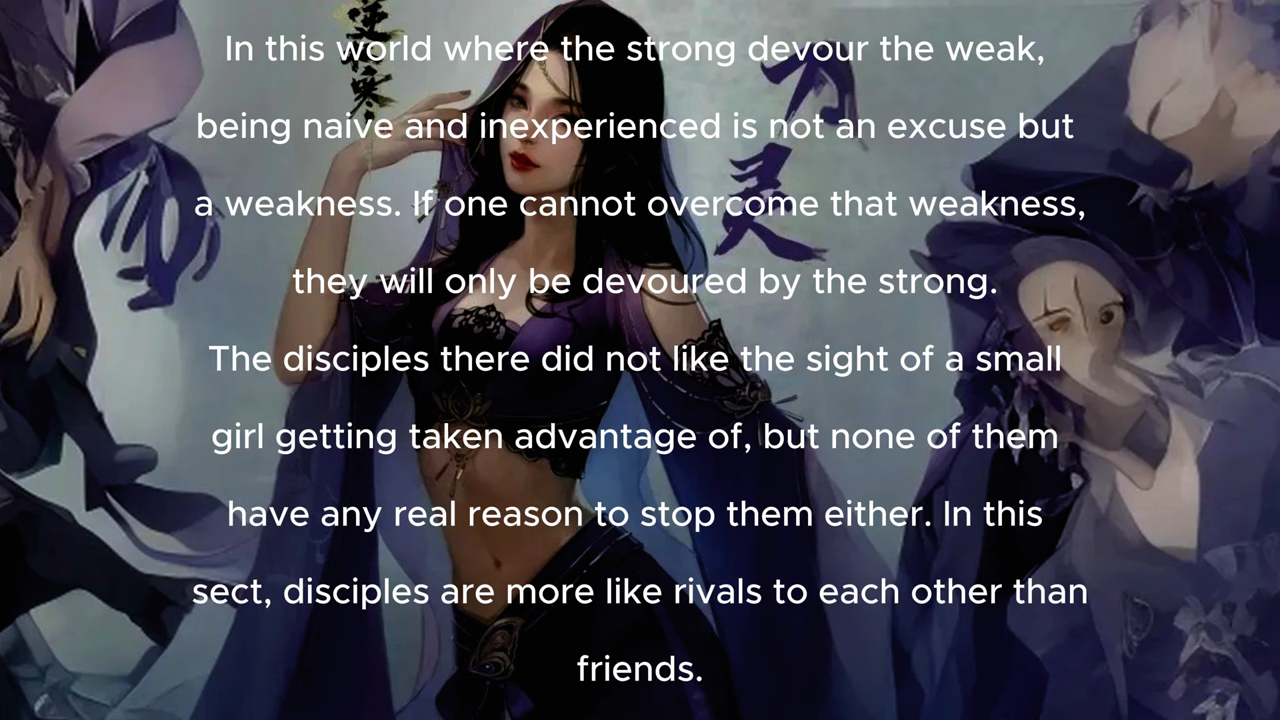 In this world where the strong devour the weak,
being naive and inexperienced is not an excuse but
a weakness. If one cannot overcome that weakness,
they will only be devoured by the strong.
The disciples there did not like the sight of a small
girl getting taken advantage of, but none of them
have any real reason to stop them either. In this
sect, disciples are more like rivals to each other than
friends.